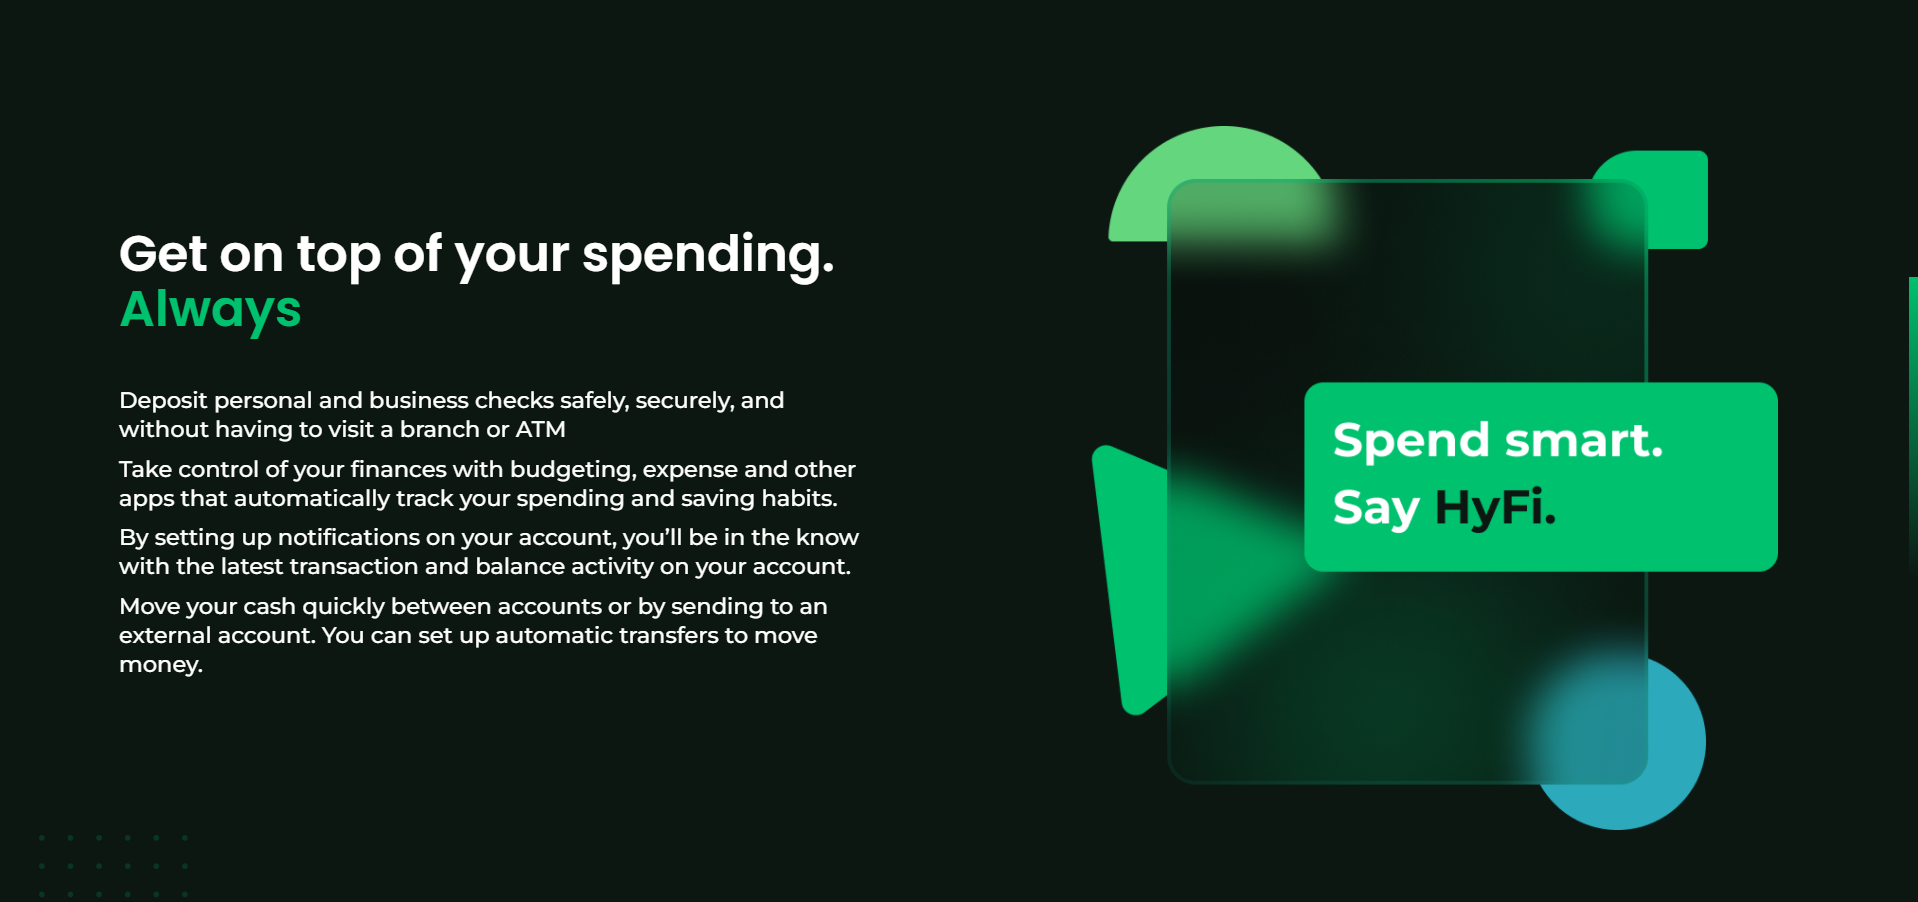 Get on top of your spending.
Always
Deposit personal and business checks safely, securely, and
without having to visit a branch or ATM
Take control of your finances with budgeting, expense and other
apps that automatically track your spending and saving habits.
By setting up notifications on your account, you’ll be in the know
with the latest transaction and balance activity on your account.
Move your cash quickly between accounts or by sending to an
external account. You can set up automatic transfers to move
money.
Spend smart.
Say HyFi.